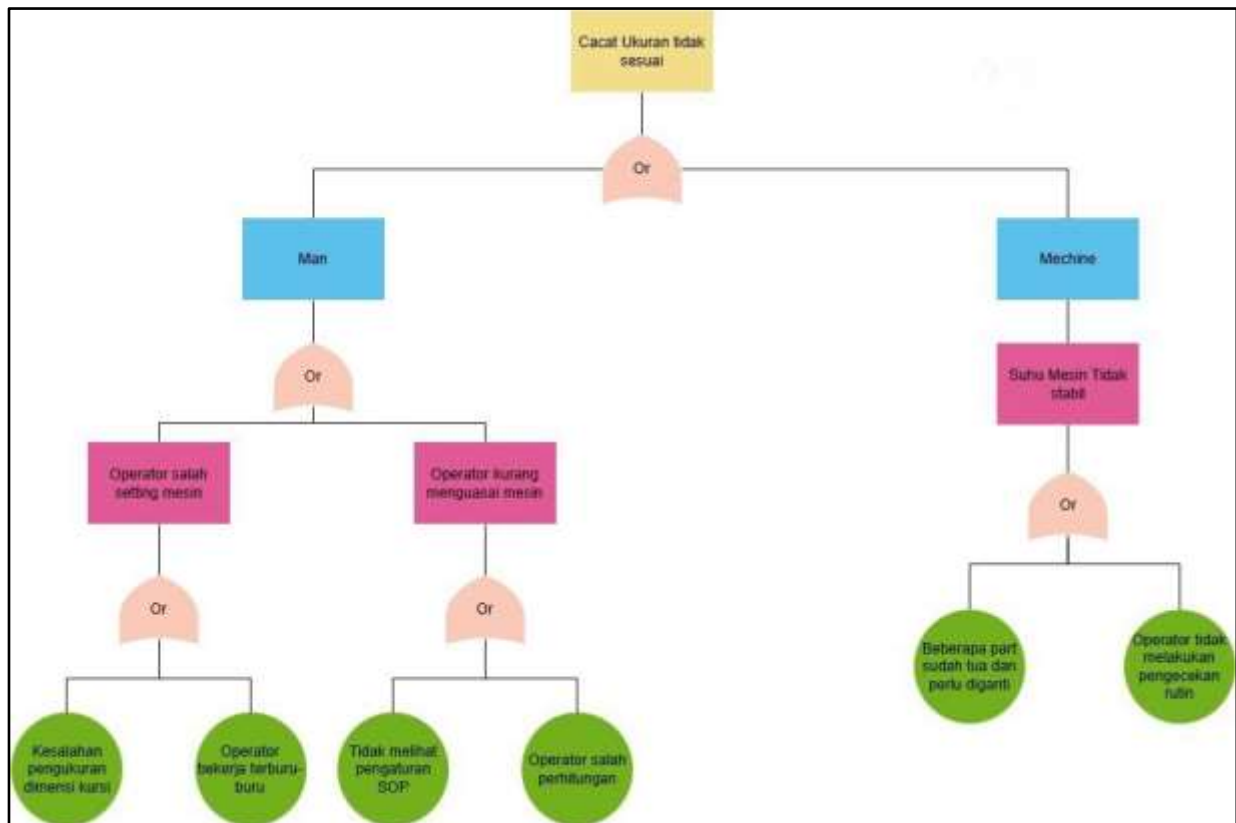 Cacat Ukuran tidak
sesuai
Or
Man
Mechine
Or
Suhu Mesin Tidak
stabil
Operator salah
setting mesin
Operator kurang
menguasai mesin
Or
Or
Or
Beberapa part
sudah tua dan
perlu diganti
Operator tidak
melakukan
pengecekan
rutin
Kesalahan
pengukuran
dimensi kursi
Operator
bekerja terburu-
buru
Tidak melihat
pengaturan
SOP
Operator salah
perhitungan